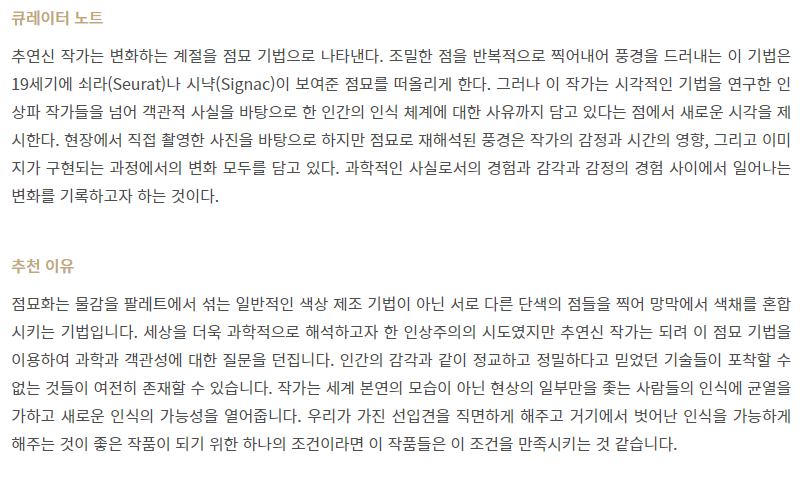 큐레이터 노트
추연신 작가는 변화하는 계절을 점묘 기법으로 나타낸다. 조밀한 점을 반복적으로 찍어내어 풍경을 드러내는 이 기법은
19세기에 쇠라(Seurat)나 시냑(Signac)이 보여준 점묘를 떠올리게 한다. 그러나 이 작가는 시각적인 기법을 연구한 인
상파 작가들을 넘어 객관적 사실을 바탕으로 한 인간의 인식 체계에 대한 사유까지 담고 있다는 점에서 새로운 시각을 제
시한다. 현장에서 직접 촬영한 사진을 바탕으로 하지만 점묘로 재해석된 풍경은 작가의 감정과 시간의 영향, 그리고 이미
지가 구현되는 과정에서의 변화 모두를 담고 있다. 과학적인 사실로서의 경험과 감각과 감정의 경험 사이에서 일어나는
변화를 기록하고자 하는 것이다.
추천 이유
점묘화는 물감을 팔레트에서 섞는 일반적인 색상 제조 기법이 아닌 서로 다른 단색의 점들을 찍어 망막에서 색채를 혼합
시키는 기법입니다. 세상을 더욱 과학적으로 해석하고자 한 인상주의의 시도였지만 추연신 작가는 되려 이 점묘 기법을
이용하여 과학과 객관성에 대한 질문을 던집니다. 인간의 감각과 같이 정교하고 정밀하다고 믿었던 기술들이 포착할 수
없는 것들이 여전히 존재할 수 있습니다. 작가는 세계 본연의 모습이 아닌 현상의 일부만을 좇는 사람들의 인식에 균열을
가하고 새로운 인식의 가능성을 열어줍니다. 우리가 가진 선입견을 직면하게 해주고 거기에서 벗어난 인식을 가능하게
해주는 것이 좋은 작품이 되기 위한 하나의 조건이라면 이 작품들은 이 조건을 만족시키는 것 같습니다.